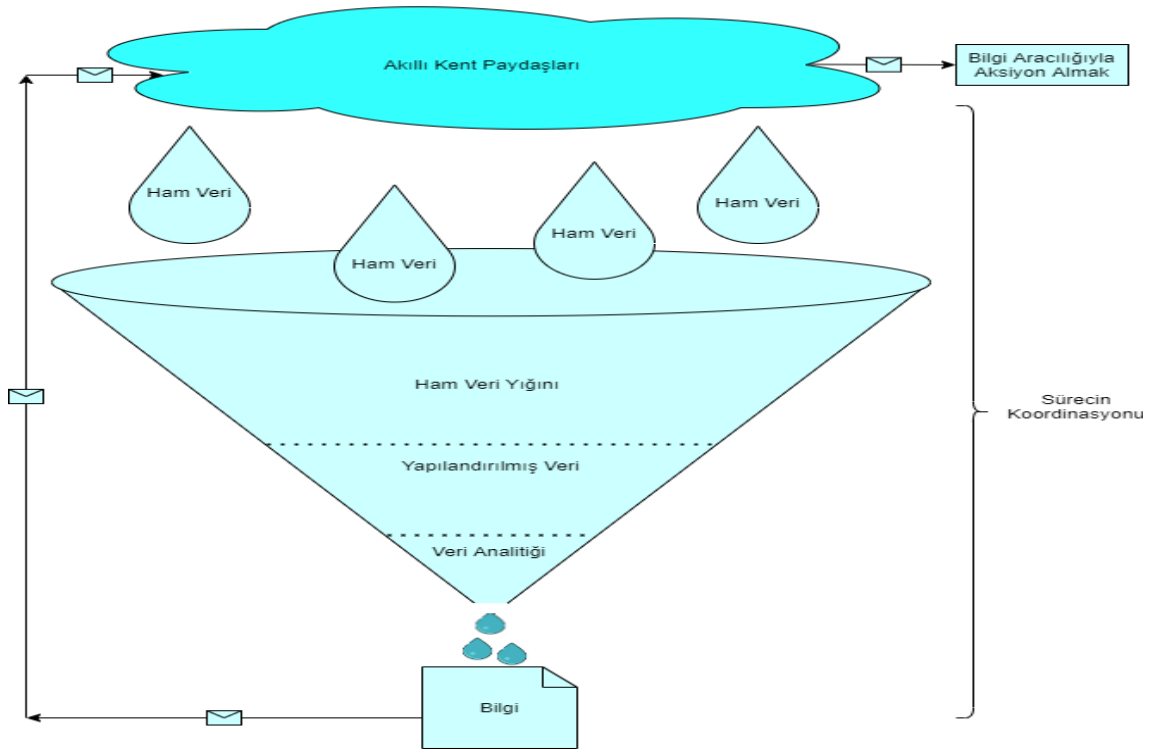 Akıllı Kent Paydaşları
Bilgi Aracılığıyla
Aksiyon Almak
Ham Veri
Ham Veri
Ham Veri
Ham Veri
Ham Veri Yığını
Sürecin
Koordinasyonu
Yapılandırılmış Veri
Veri Analitiği
Bilgi